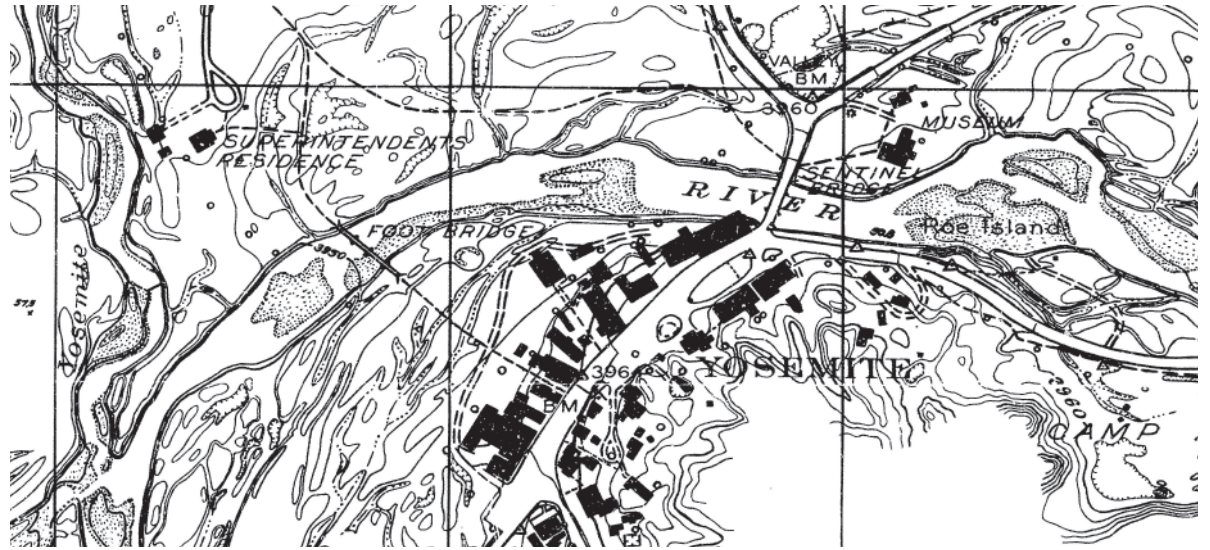 VALLEY
BM
3960
MUSEUM
SUPERINTENDENTS
RESIDENCE
SENTINEL
BRIDGE
RIVER
Roe Island
FOOT BRIDGE
3950
Yosemite
YOSEMITE
396
BM
3960
CAMP